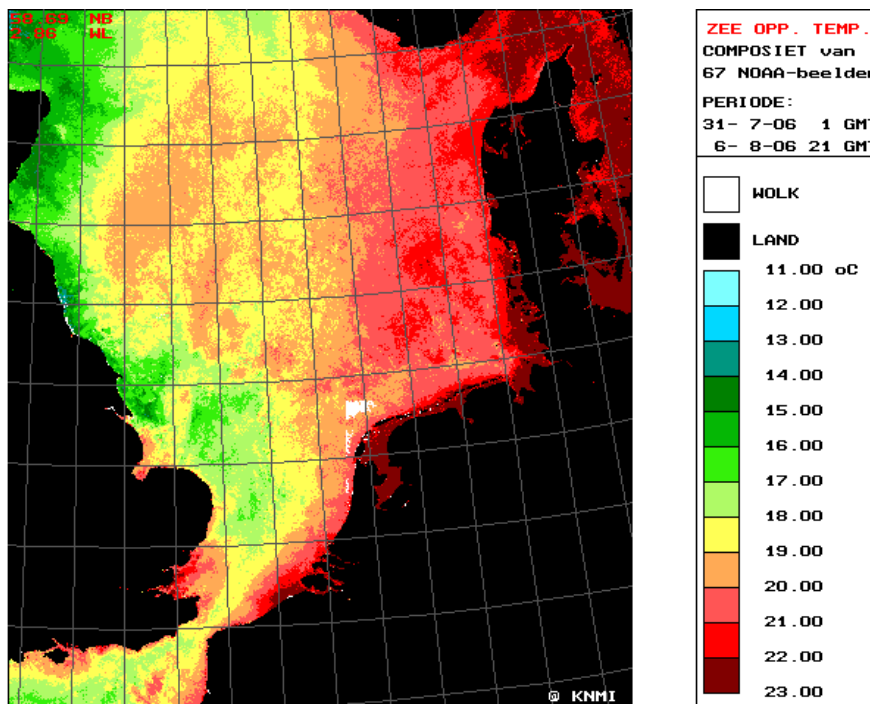 58.60 NB
2.06 WL
ZEE OPP. TEMP.
COMPOSIET van
67 NOAA-beelden
PERIODE:
31- 7-06 1 GMT
6- 8-06 21 GMT
WOLK
LAND
11.00 oC
12.00
13.00
14.00
15.00
16.00
17.00
18.00
19.00
20.00
21.00
22.00
23.00
@ KNMI